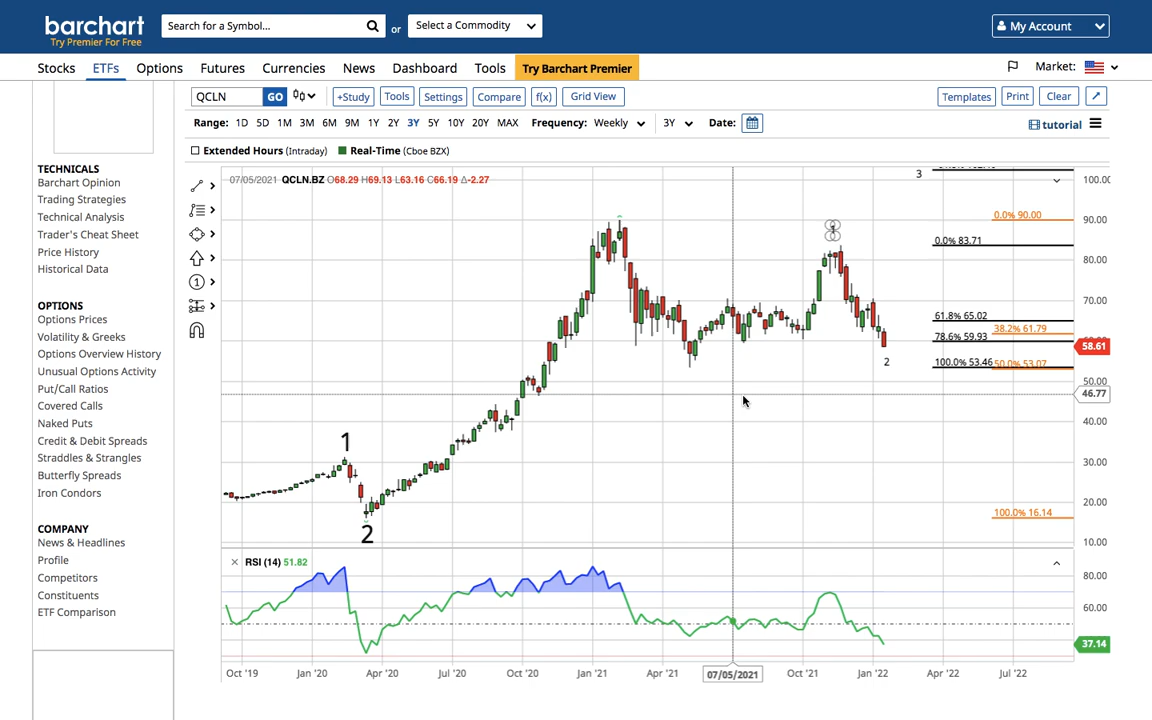 barchart
Try Premier For Free
Search for a Symbol...
or
Select a Commodity
My Account
Stocks ETFs Options Futures Currencies News Dashboard Tools Try Barchart Premier
Market:
QCLN GO +Study Tools Settings Compare f(x) Grid View Templates Print Clear
Range: 1D 5D 1M 3M 6M 9M 1Y 2Y 3Y 5Y 10Y 20Y MAX Frequency: Weekly 3Y Date: tutorial
Extended Hours (Intraday) Real-Time (Cboe BZX)
TECHNICALS
Barchart Opinion
Trading Strategies
Technical Analysis
Trader's Cheat Sheet
Price History
Historical Data
OPTIONS
Options Prices
Volatility & Greeks
Options Overview History
Unusual Options Activity
Put/Call Ratios
Covered Calls
Naked Puts
Credit & Debit Spreads
Straddles & Strangles
Butterfly Spreads
Iron Condors
COMPANY
News & Headlines
Profile
Competitors
Constituents
ETF Comparison
07/05/2021 QCLN.BZ O68.29 H69.13 L63.16 C66.19 Δ-2.27
3
100.00
0.0% 90.00
90.00
1
0.0% 83.71
80.00
70.00
61.8% 65.02
38.2% 61.79
78.6% 59.93
58.61
2
100.0% 53.46
50.0% 53.07
50.00
46.77
40.00
1
30.00
20.00
100.0% 16.14
2
10.00
RSI (14) 51.82
80.00
60.00
37.14
1
Oct '19 Jan '20 Apr '20 Jul '20 Oct '20 Jan '21 Apr '21 07/05/2021 Oct '21 Jan '22 Apr '22 Jul '22